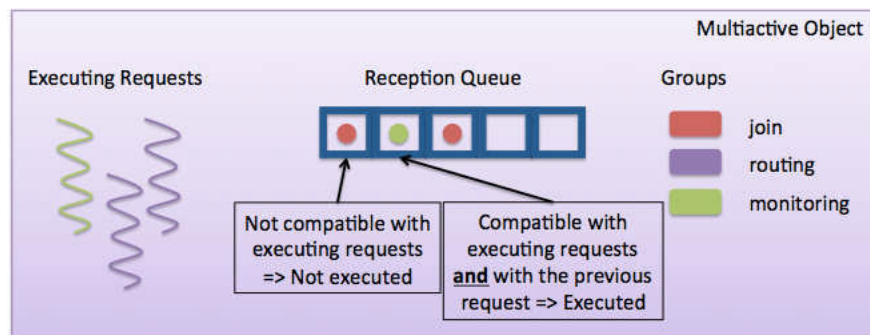 Multiactive Object
Executing Requests
Reception Queue
Groups
join
routing
monitoring
Not compatible with
executing requests
=> Not executed
Compatible with
executing requests
and with the previous
request => Executed